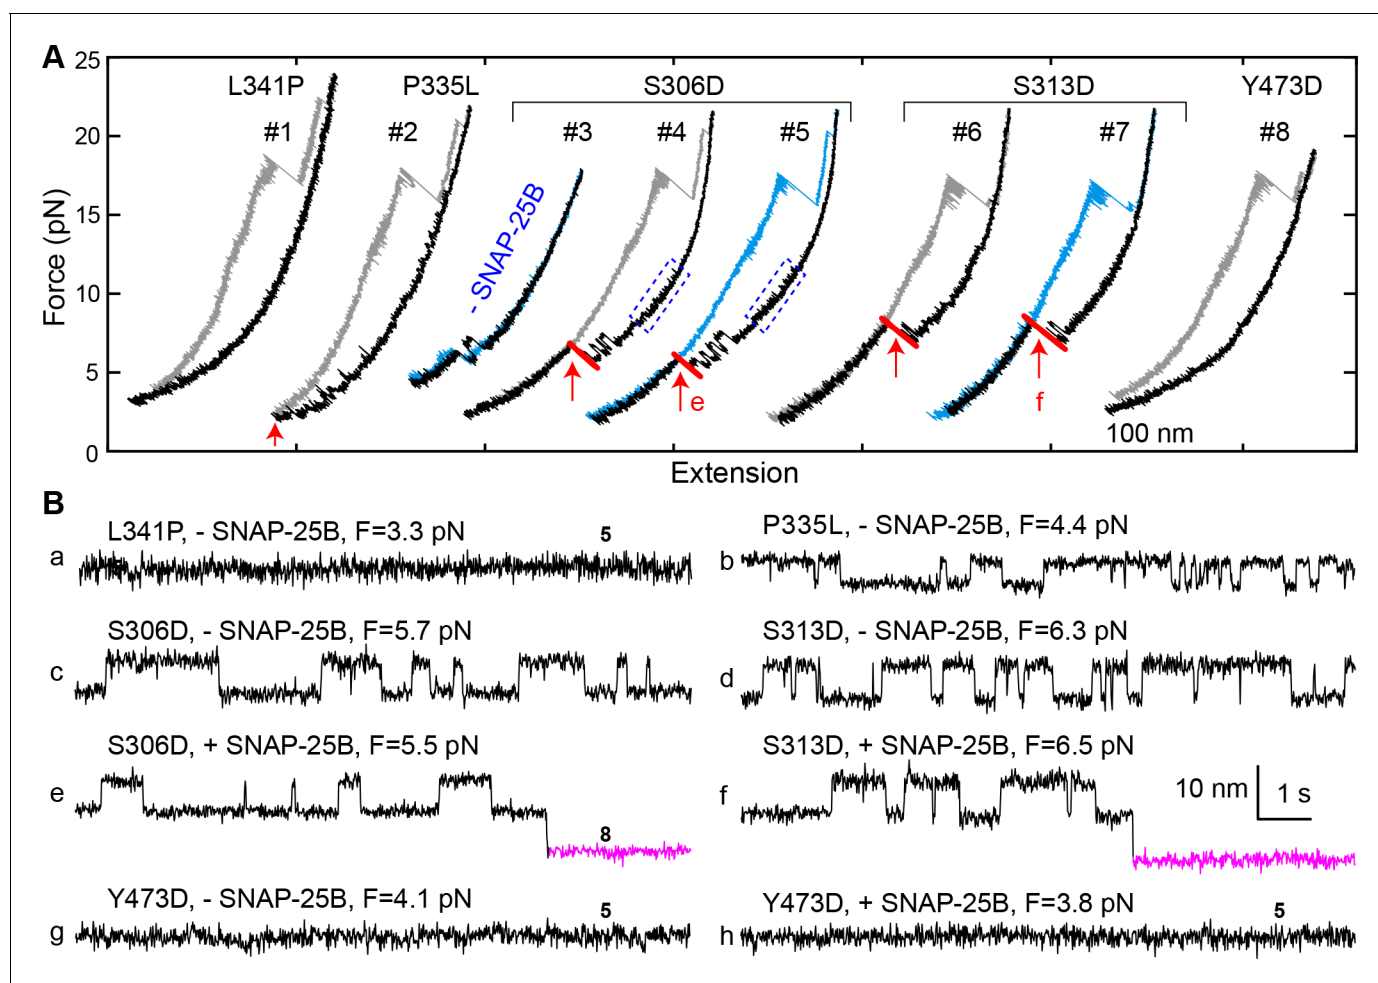 A
25
20
15
10
5
0
Force (pN)
L341P
P335L
S306D
S313D
Y473D
#1
#2
#3
#4
#5
#6
#7
#8
- SNAP-25B
e
f
100 nm
Extension
B
a
L341P, - SNAP-25B, F=3.3 pN
5
b
P335L, - SNAP-25B, F=4.4 pN
c
S306D, - SNAP-25B, F=5.7 pN
d
S313D, - SNAP-25B, F=6.3 pN
e
S306D, + SNAP-25B, F=5.5 pN
8
f
S313D, + SNAP-25B, F=6.5 pN
10 nm
1 s
g
Y473D, - SNAP-25B, F=4.1 pN
5
h
Y473D, + SNAP-25B, F=3.8 pN
5